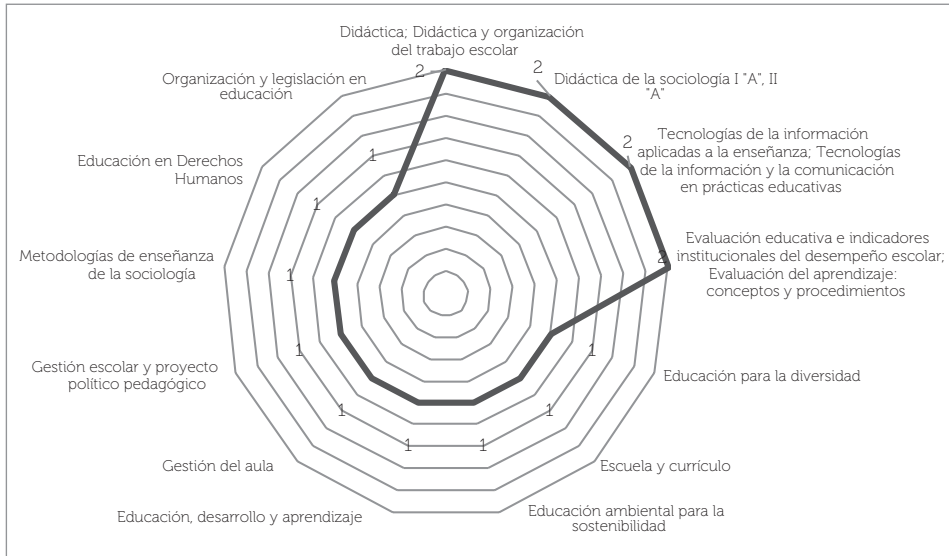 Didáctica; Didáctica y organización
del trabajo escolar
2
2
Didáctica de la sociología I "A", II
"A"
2
Tecnologías de la información
aplicadas a la enseñanza; Tecnologías
de la información y la comunicación
en prácticas educativas
2
Evaluación educativa e indicadores
institucionales del desempeño escolar;
Evaluación del aprendizaje:
conceptos y procedimientos
1
Educación para la diversidad
1
Escuela y currículo
1
Educación ambiental para la
sostenibilidad
1
Educación, desarrollo y aprendizaje
1
Gestión del aula
1
Gestión escolar y proyecto
político pedagógico
1
Metodologías de enseñanza
de la sociología
1
Educación en Derechos
Humanos
1
Organización y legislación en
educación